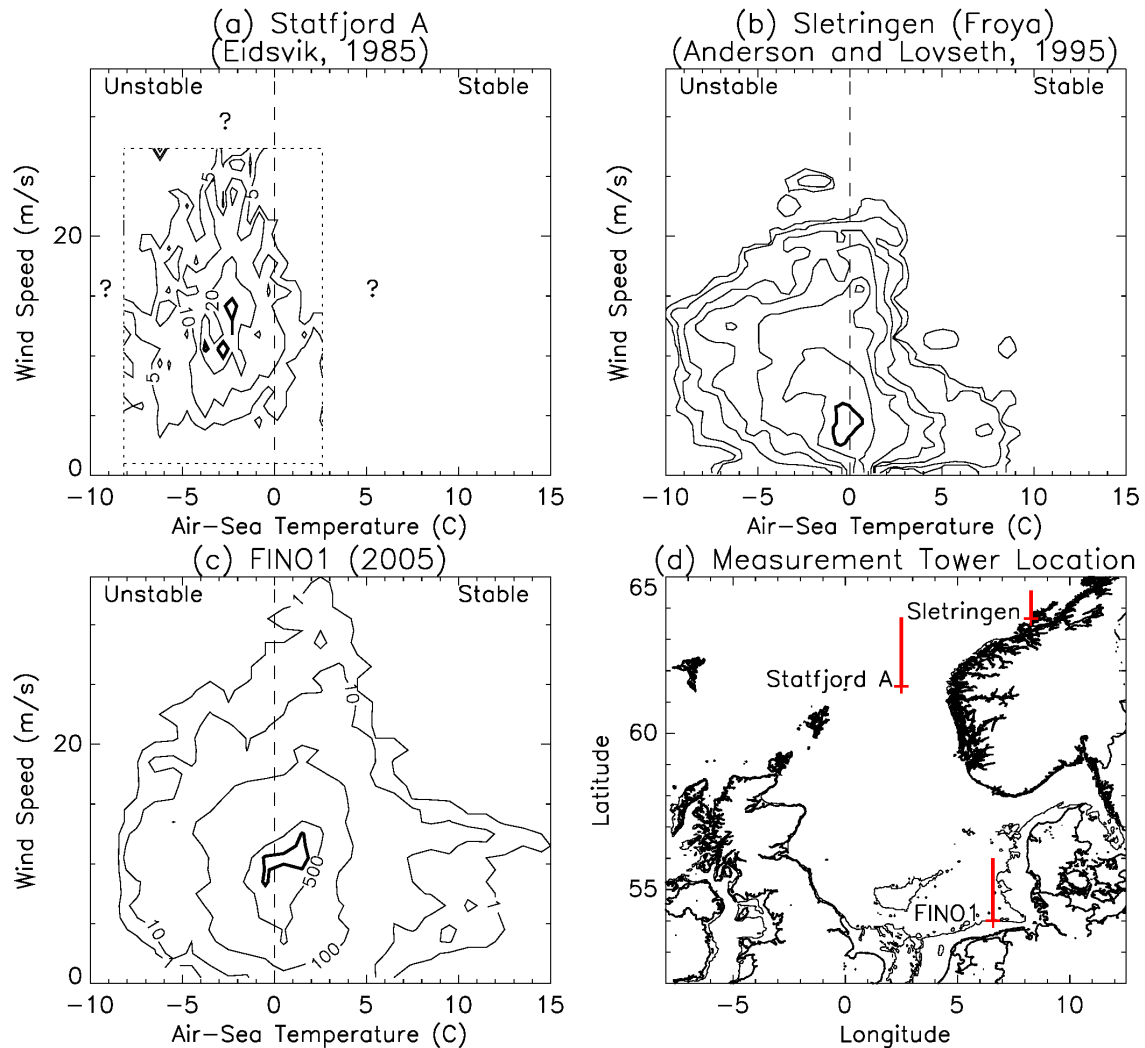 (a) Statfjord A
(Eidsvik, 1985)
Unstable
Stable
?
?
?
5
5
5
10
20
Wind Speed (m/s)
20
0
−10 −5 0 5 10 15
Air−Sea Temperature (C)
(b) Sletringen (Froya)
(Anderson and Lovseth, 1995)
Unstable
Stable
Wind Speed (m/s)
20
0
−10 −5 0 5 10 15
Air−Sea Temperature (C)
(c) FINO1 (2005)
Unstable
Stable
1
10
500
100
10
1
Wind Speed (m/s)
20
0
−10 −5 0 5 10 15
Air−Sea Temperature (C)
(d) Measurement Tower Location
Sletringen
Statfjord A
FINO1
Latitude
65
60
55
−5 0 5 10
Longitude